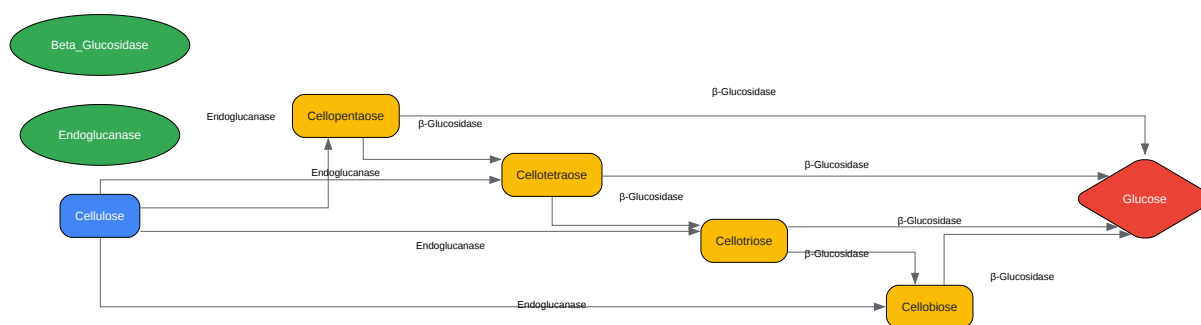 Beta_Glucosidase
β-Glucosidase
Endoglucanase
Cellopentaose
β-Glucosidase
Endoglucanase
Endoglucanase
Cellotetraose
β-Glucosidase
β-Glucosidase
Glucose
Cellulose
Endoglucanase
Cellotriose
β-Glucosidase
β-Glucosidase
β-Glucosidase
Endoglucanase
Cellobiose